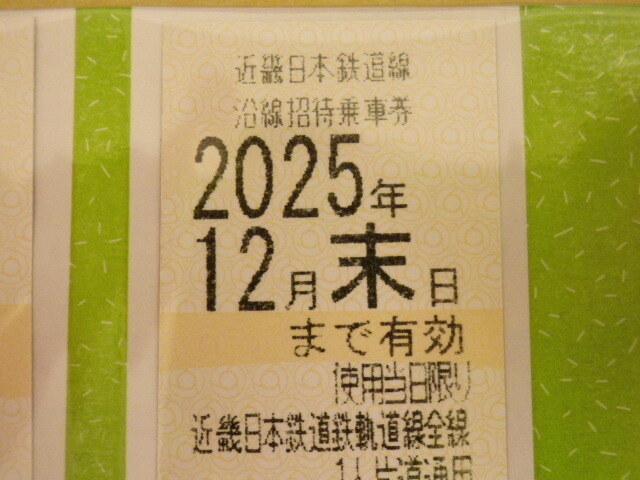 近畿日本鉄道線
沿線招待乗車券
2025年
12月末日
まで有効
使用当日限り
近畿日本鉄道鉄軌道線全線
1人片道通用